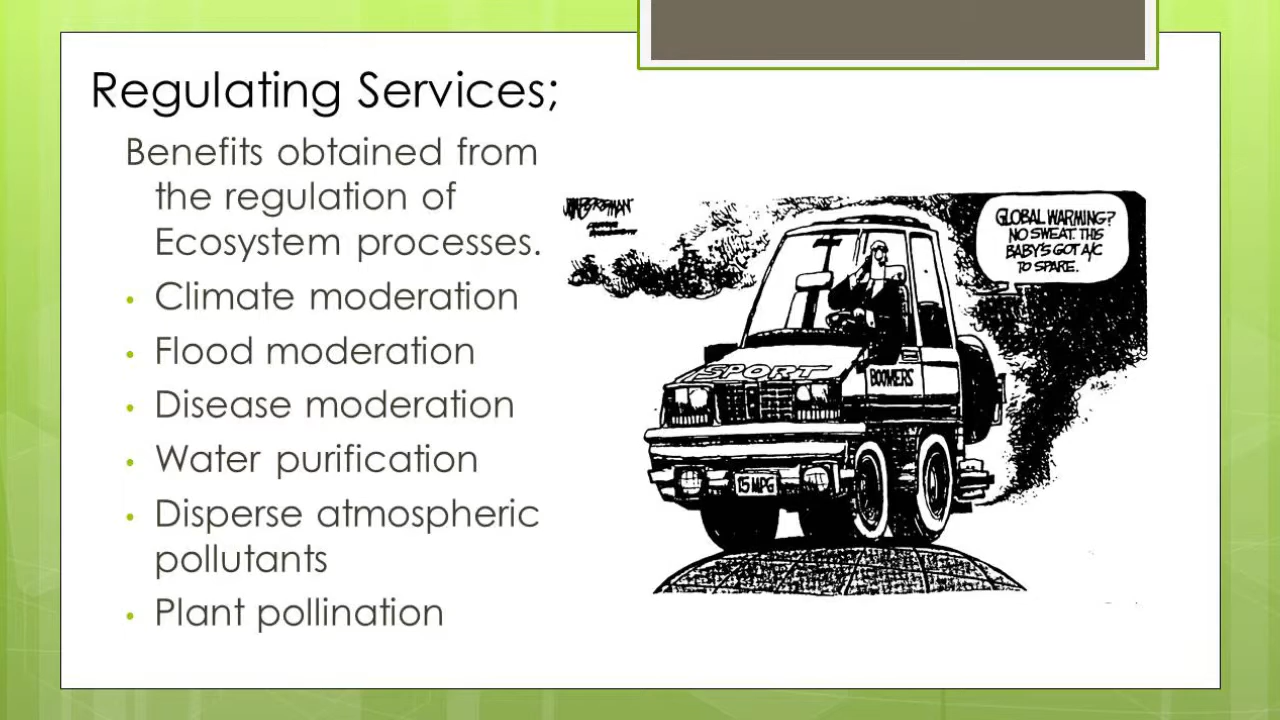 Regulating Services;
Benefits obtained from
the regulation of
Ecosystem processes.
• Climate moderation
• Flood moderation
• Disease moderation
• Water purification
• Disperse atmospheric
pollutants
• Plant pollination
GLOBAL WARMING?
NO SWEAT. THIS
BABY'S GOT A/C
TO SPARE.
SPORT
BOOMERS
15 MPG